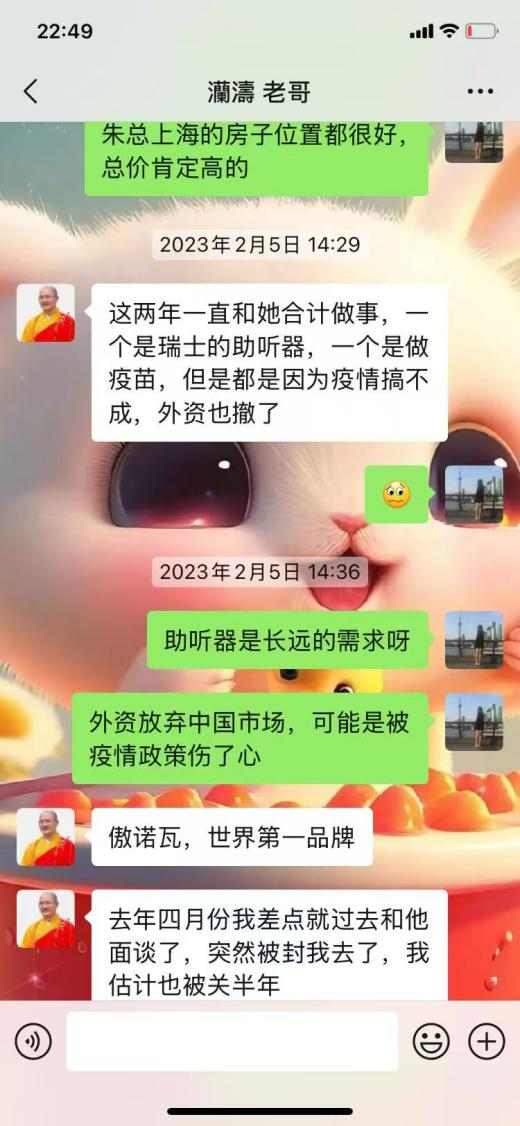 22:49
灡濤 老哥
朱总上海的房子位置都很好，
总价肯定高的
2023年2月5日 14:29
这两年一直和她合计做事，一
个是瑞士的助听器，一个是做
疫苗，但是都是因为疫情搞不
成，外资也撤了
2023年2月5日 14:36
助听器是长远的需求呀
外资放弃中国市场，可能是被
疫情政策伤了心
傲诺瓦，世界第一品牌
去年四月份我差点就过去和他
面谈了，突然被封我去了，我
估计也被关半年